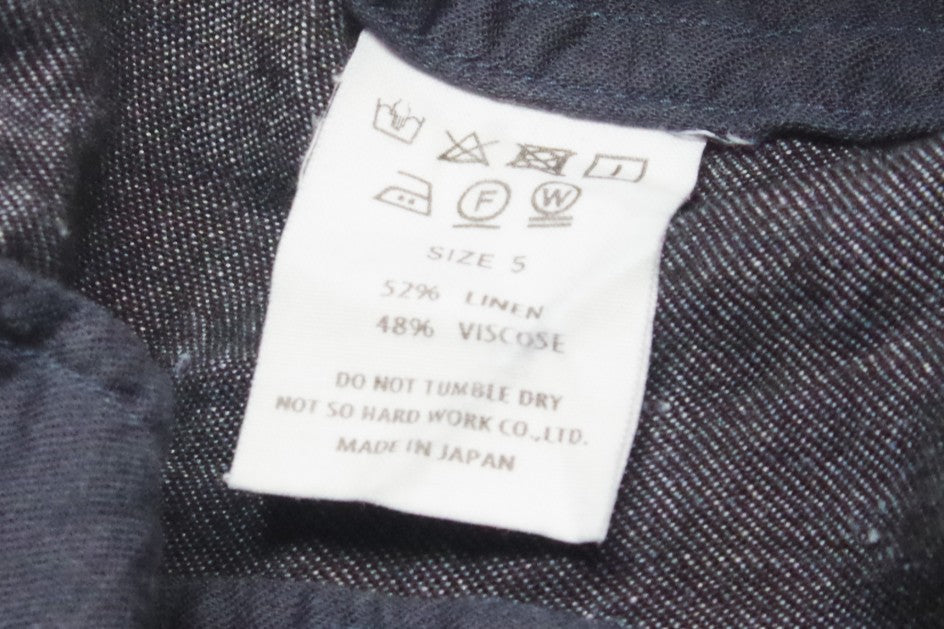 F W
SIZE 5
52% LINEN
48% VISCOSE
DO NOT TUMBLE DRY
NOT SO HARD WORK CO.,LTD.
MADE IN JAPAN